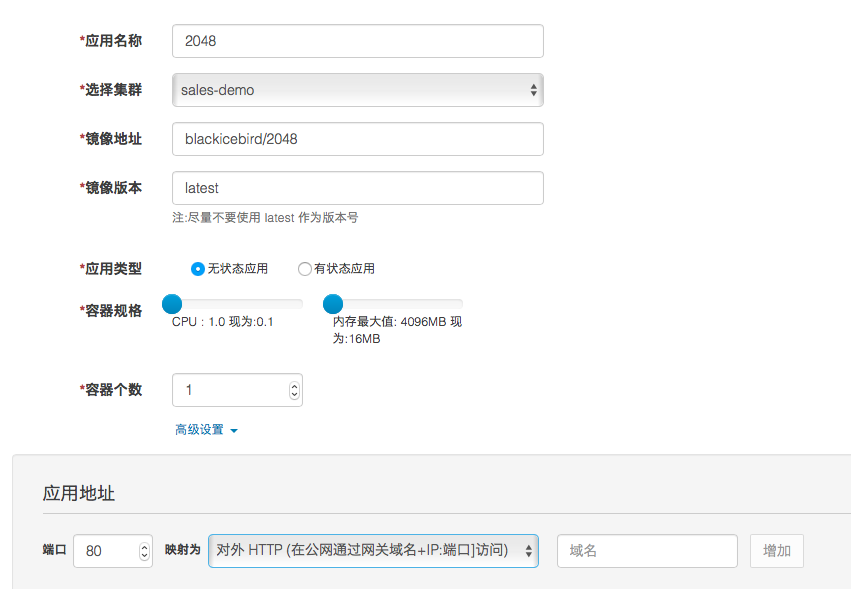 *应用名称 2048
*选择集群 sales-demo
*镜像地址 blackicebird/2048
*镜像版本 latest
注:尽量不要使用 latest 作为版本号
*应用类型 无状态应用 有状态应用
*容器规格
CPU : 1.0 现为:0.1
内存最大值: 4096MB 现
为:16MB
*容器个数 1
高级设置
应用地址
端口 80 映射为 对外 HTTP (在公网通过网关域名+IP:端口]访问) 域名 增加